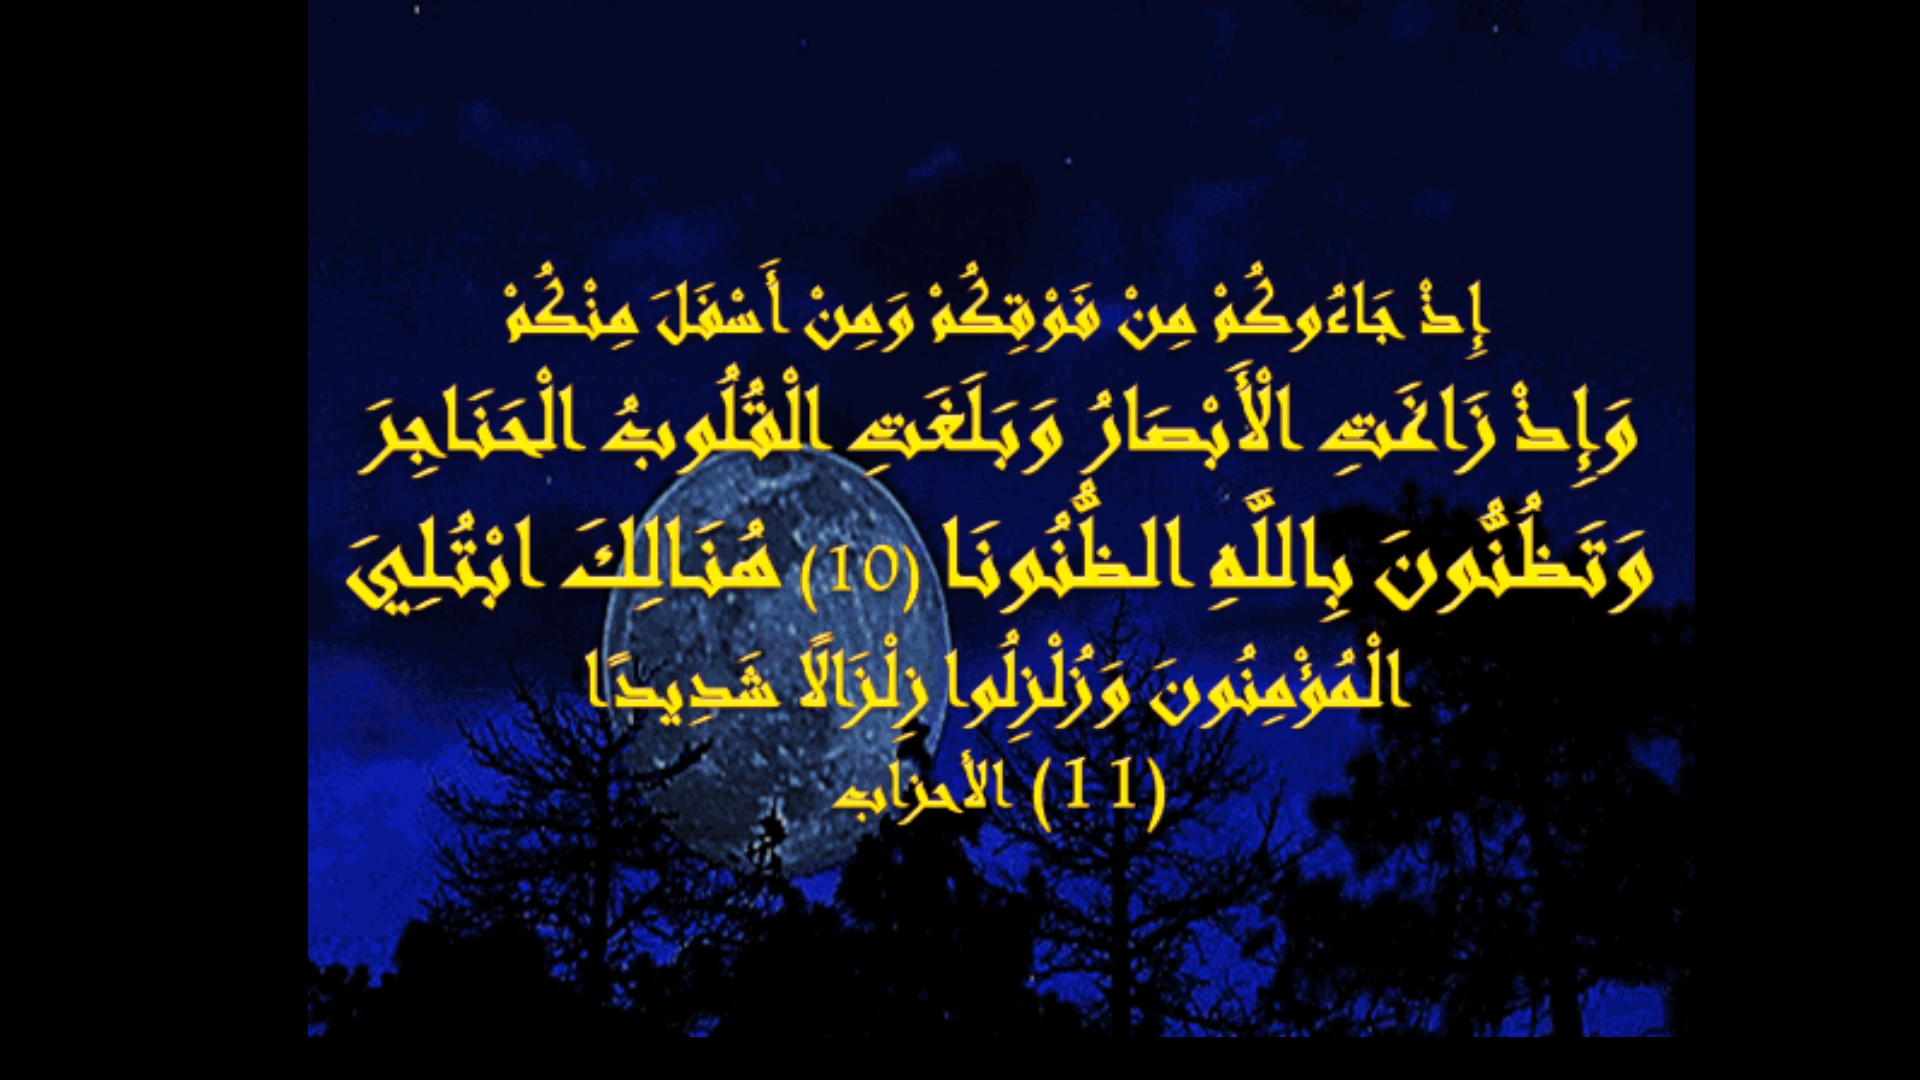 إِذْ جَاءُوكُمْ مِنْ فَوْقِكُمْ وَمِنْ أَسْفَلَ مِنْكُمْ
وَإِذْ زَاغَتِ الْأَبْصَارُ وَبَلَغَتِ الْقُلُوبُ الْحَنَاجِرَ
وَتَظُنُّونَ بِاللَّهِ الظُّنُونَا (10) هُنَالِكَ ابْتُلِيَ
الْمُؤْمِنُونَ وَزُلْزِلُوا زِلْزَالًا شَدِيدًا
(11) الأحزاب